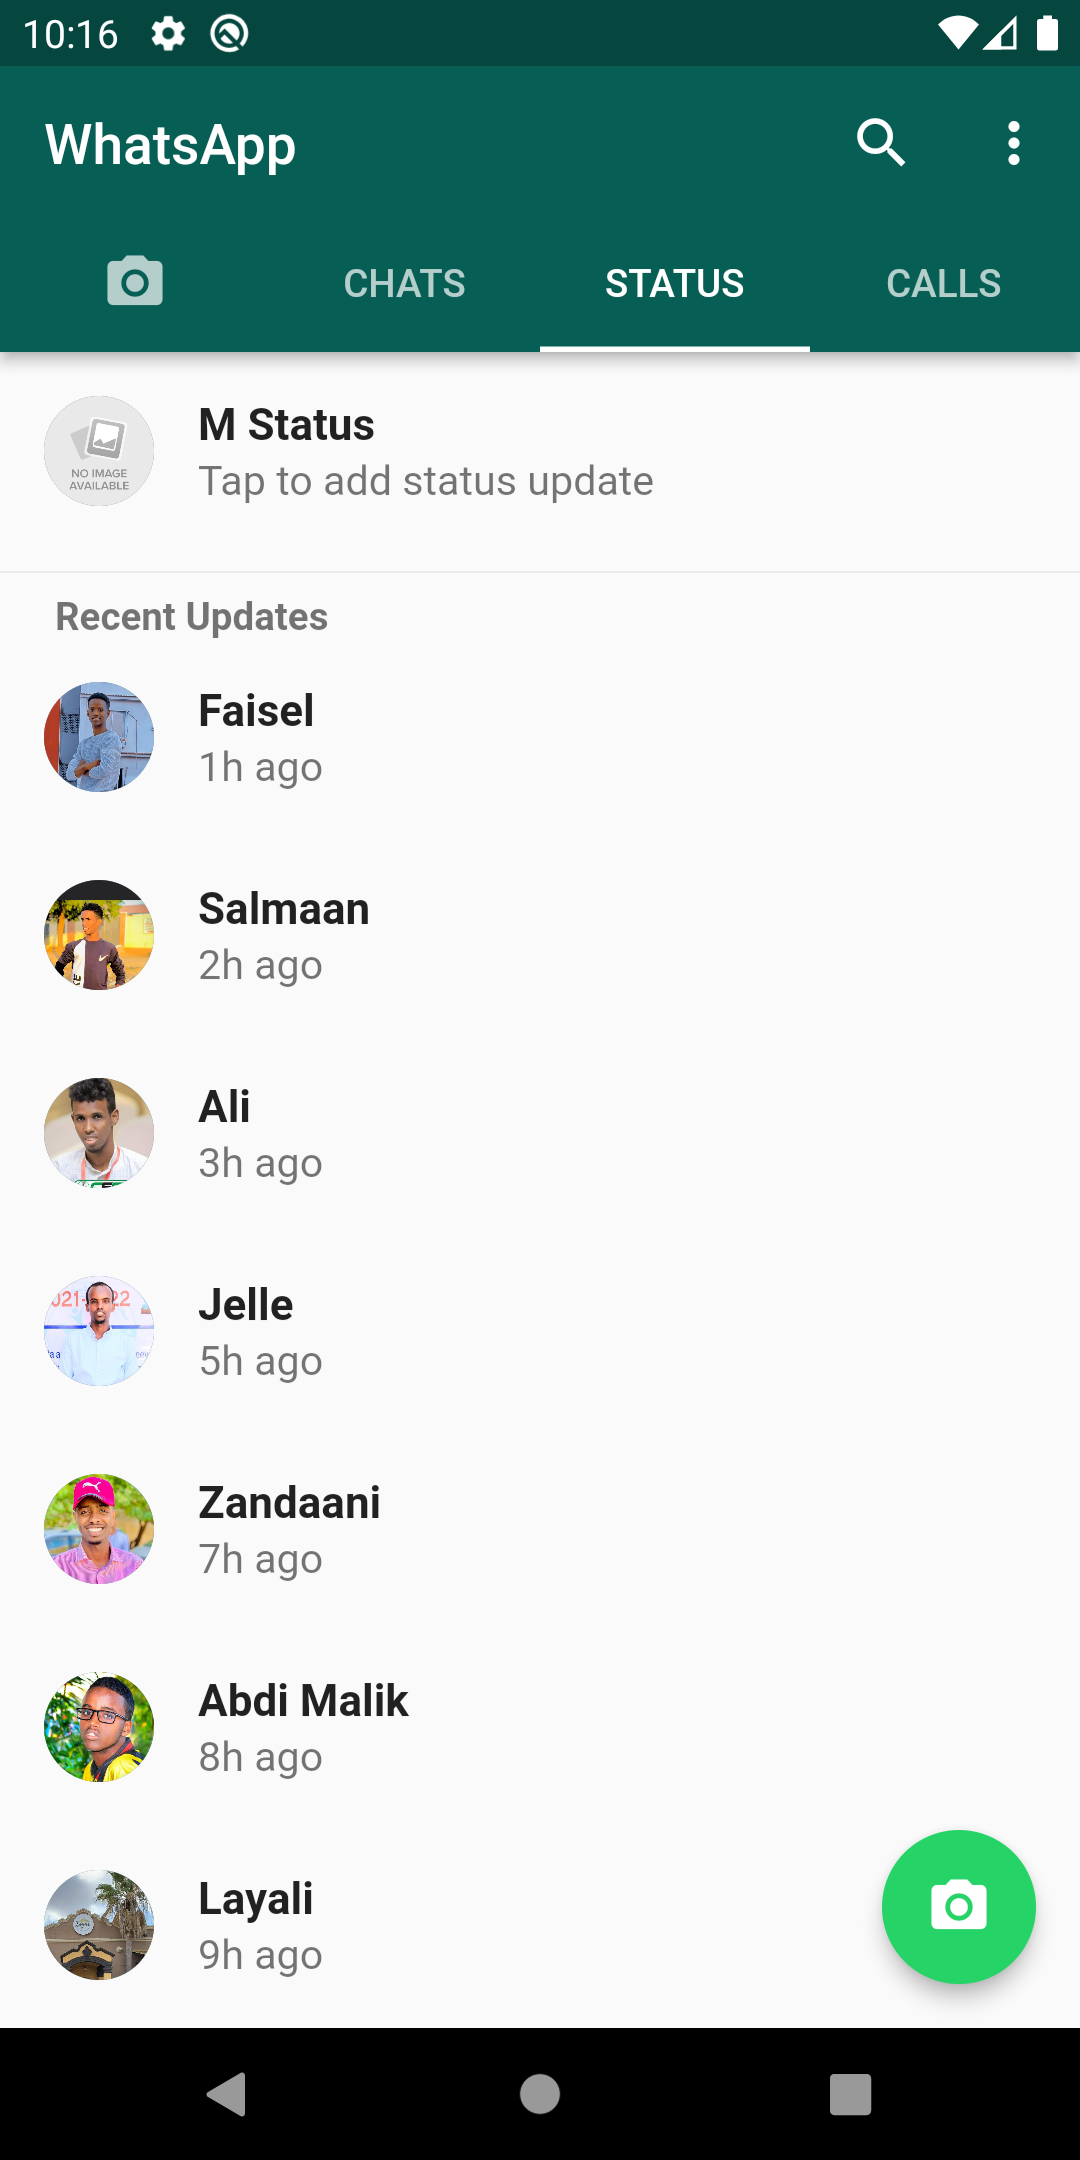 10:16
WhatsApp
CHATS STATUS CALLS
NO IMAGE
AVAILABLE
M Status
Tap to add status update
Recent Updates
Faisel
1h ago
Salmaan
2h ago
Ali
3h ago
Jelle
5h ago
Zandaani
7h ago
Abdi Malik
8h ago
Layali
9h ago